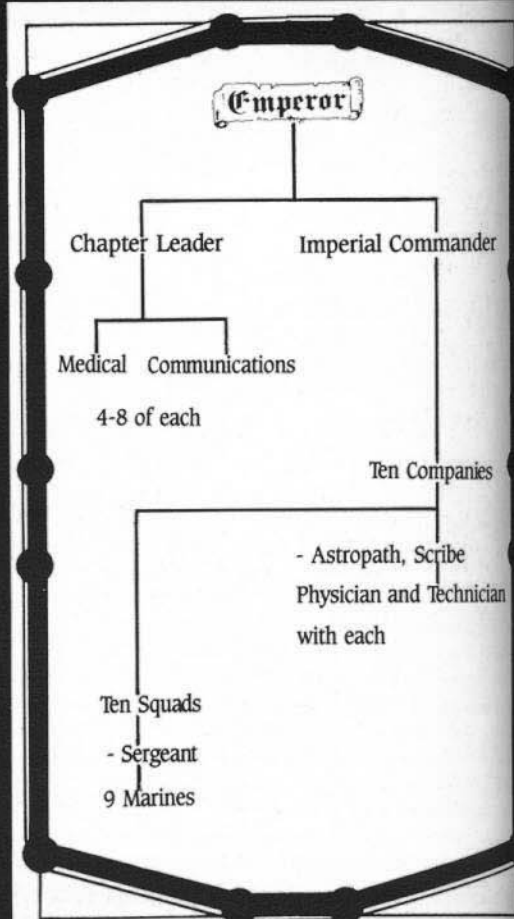 Emperor
Chapter Leader Imperial Commander
Medical Communications
4-8 of each
Ten Companies
- Astropath, Scribe
Physician and Technician
with each
Ten Squads
- Sergeant
9 Marines